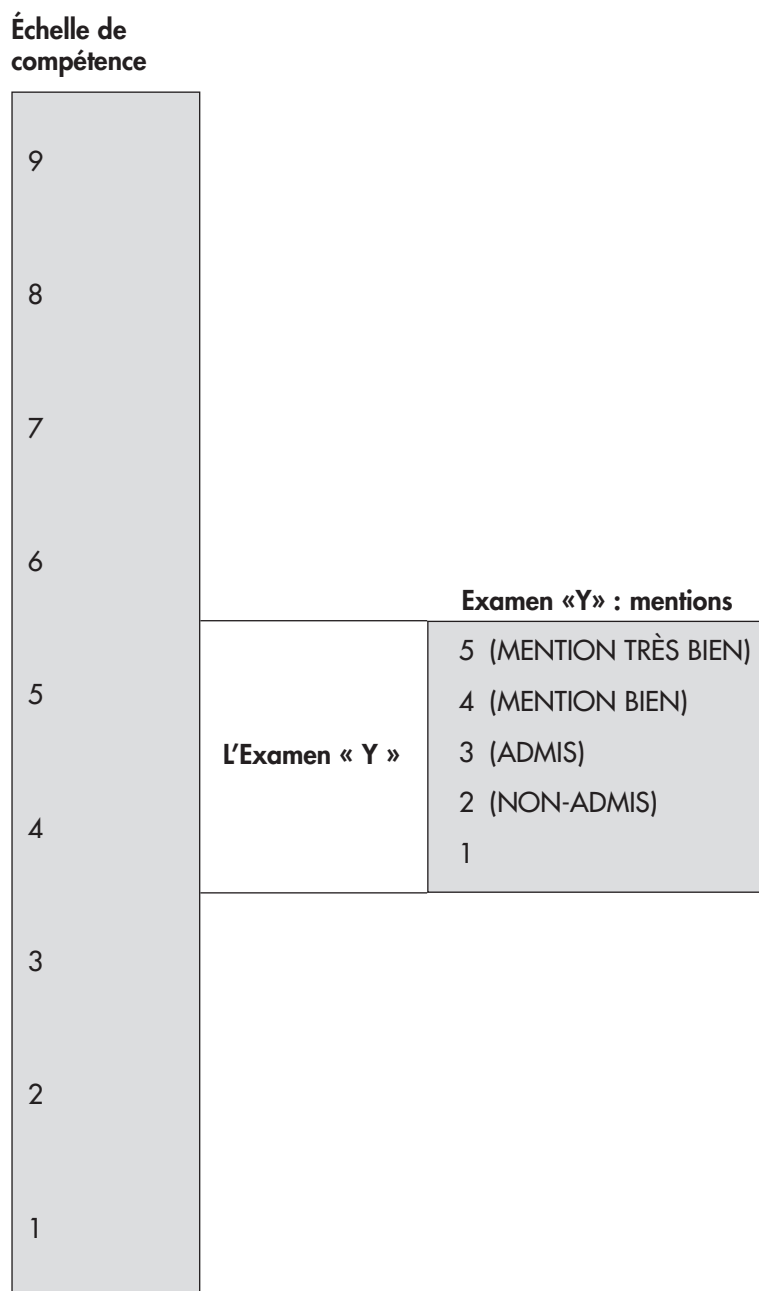 Échelle de
compétence
9
8
7
6
5
4
3
2
1
L’Examen « Y »
Examen «Y» : mentions
5 (MENTION TRÈS BIEN)
4 (MENTION BIEN)
3 (ADMIS)
2 (NON-ADMIS)
1